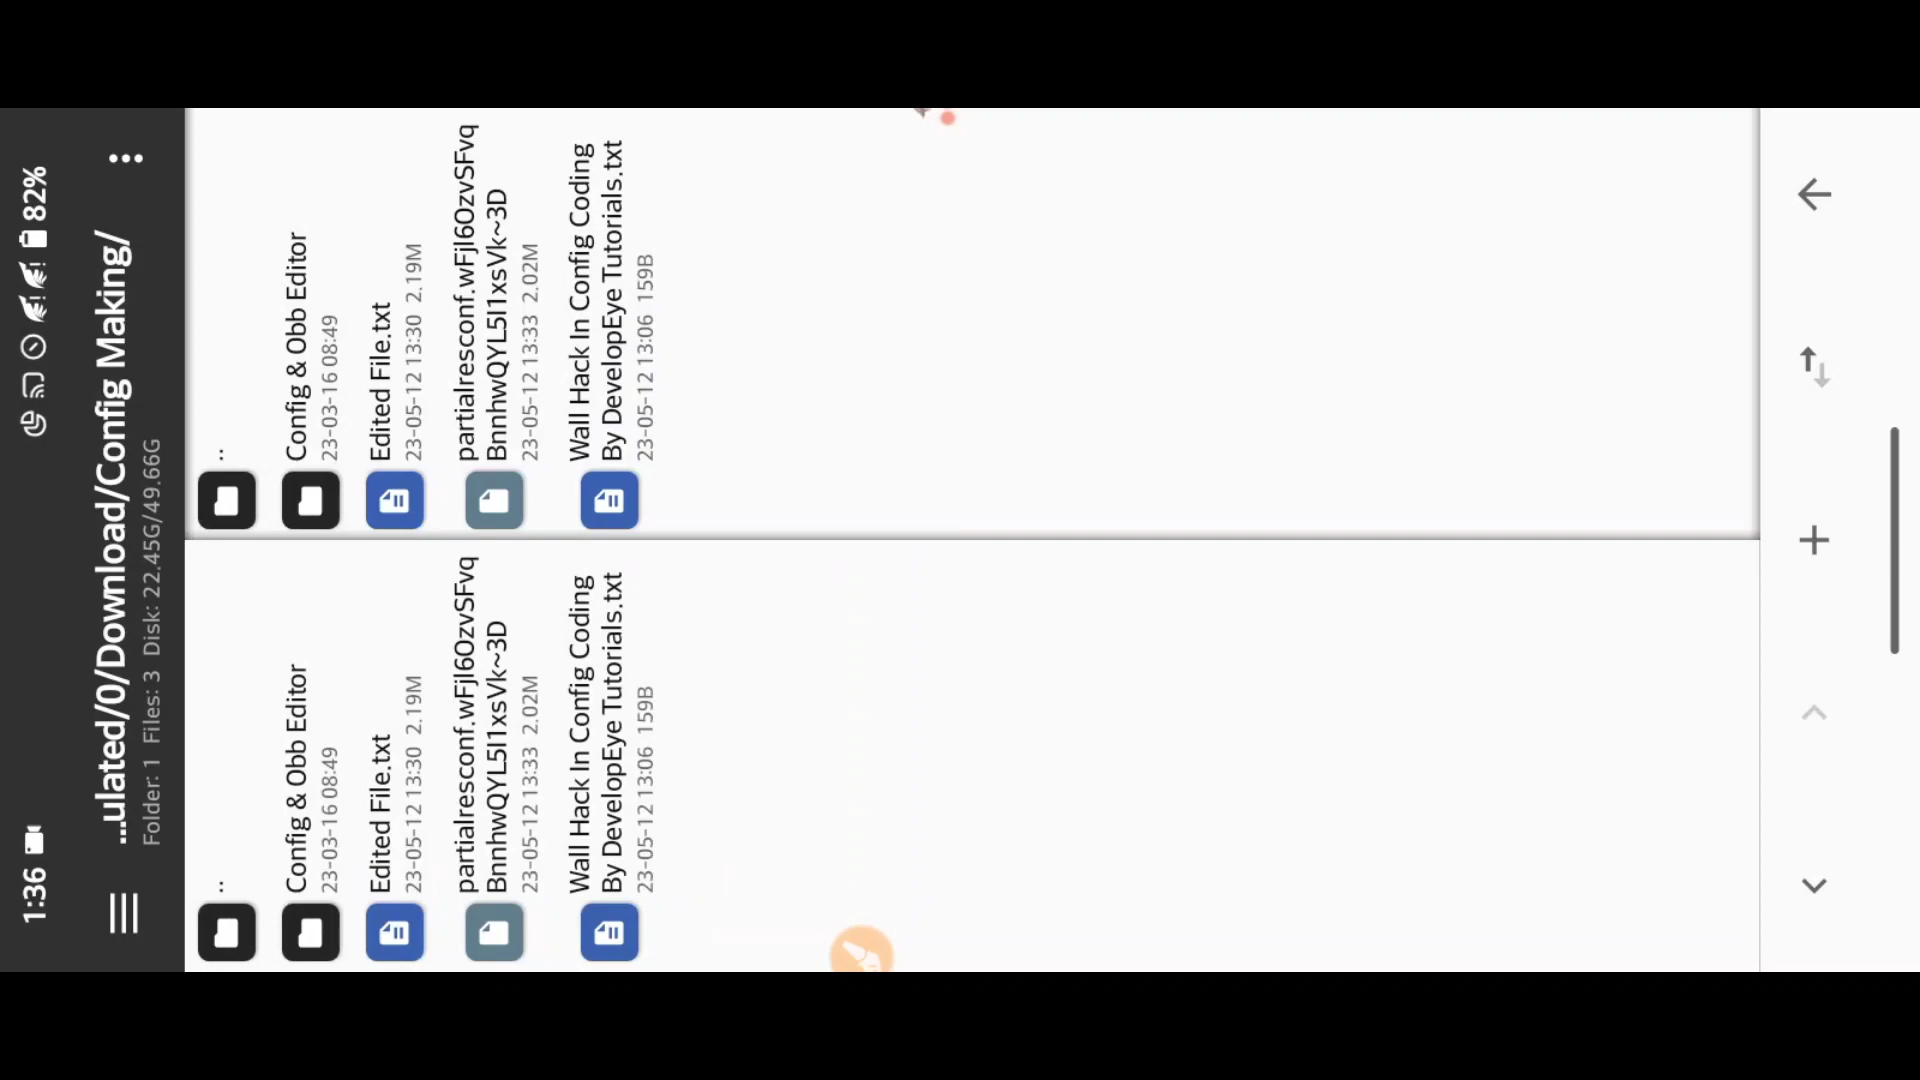 1:36
82%
...ulated/0/Download/Config Making/
Folder: 1 Files: 3 Disk: 22.45G/49.66G
..
Config & Obb Editor
23-03-16 08:49
Edited File.txt
23-05-12 13:30 2.19M
partialresconf.wFjl6OzvSFvq
BnnhwQYL5I1xsVk~3D
23-05-12 13:33 2.02M
Wall Hack In Config Coding
By DevelopEye Tutorials.txt
23-05-12 13:06 159B
..
Config & Obb Editor
23-03-16 08:49
Edited File.txt
23-05-12 13:30 2.19M
partialresconf.wFjl6OzvSFvq
BnnhwQYL5I1xsVk~3D
23-05-12 13:33 2.02M
Wall Hack In Config Coding
By DevelopEye Tutorials.txt
23-05-12 13:06 159B